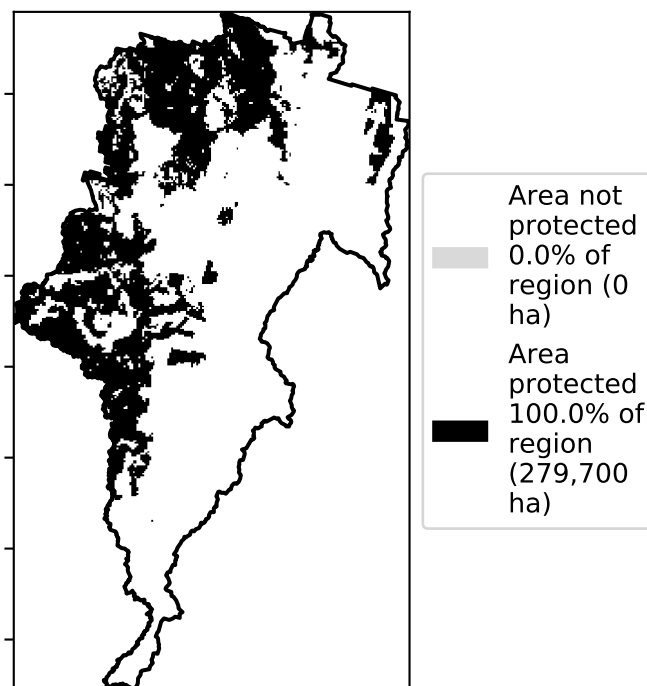 Area not
protected
0.0% of
region (0
ha)
Area
protected
100.0% of
region
(279,700
ha)